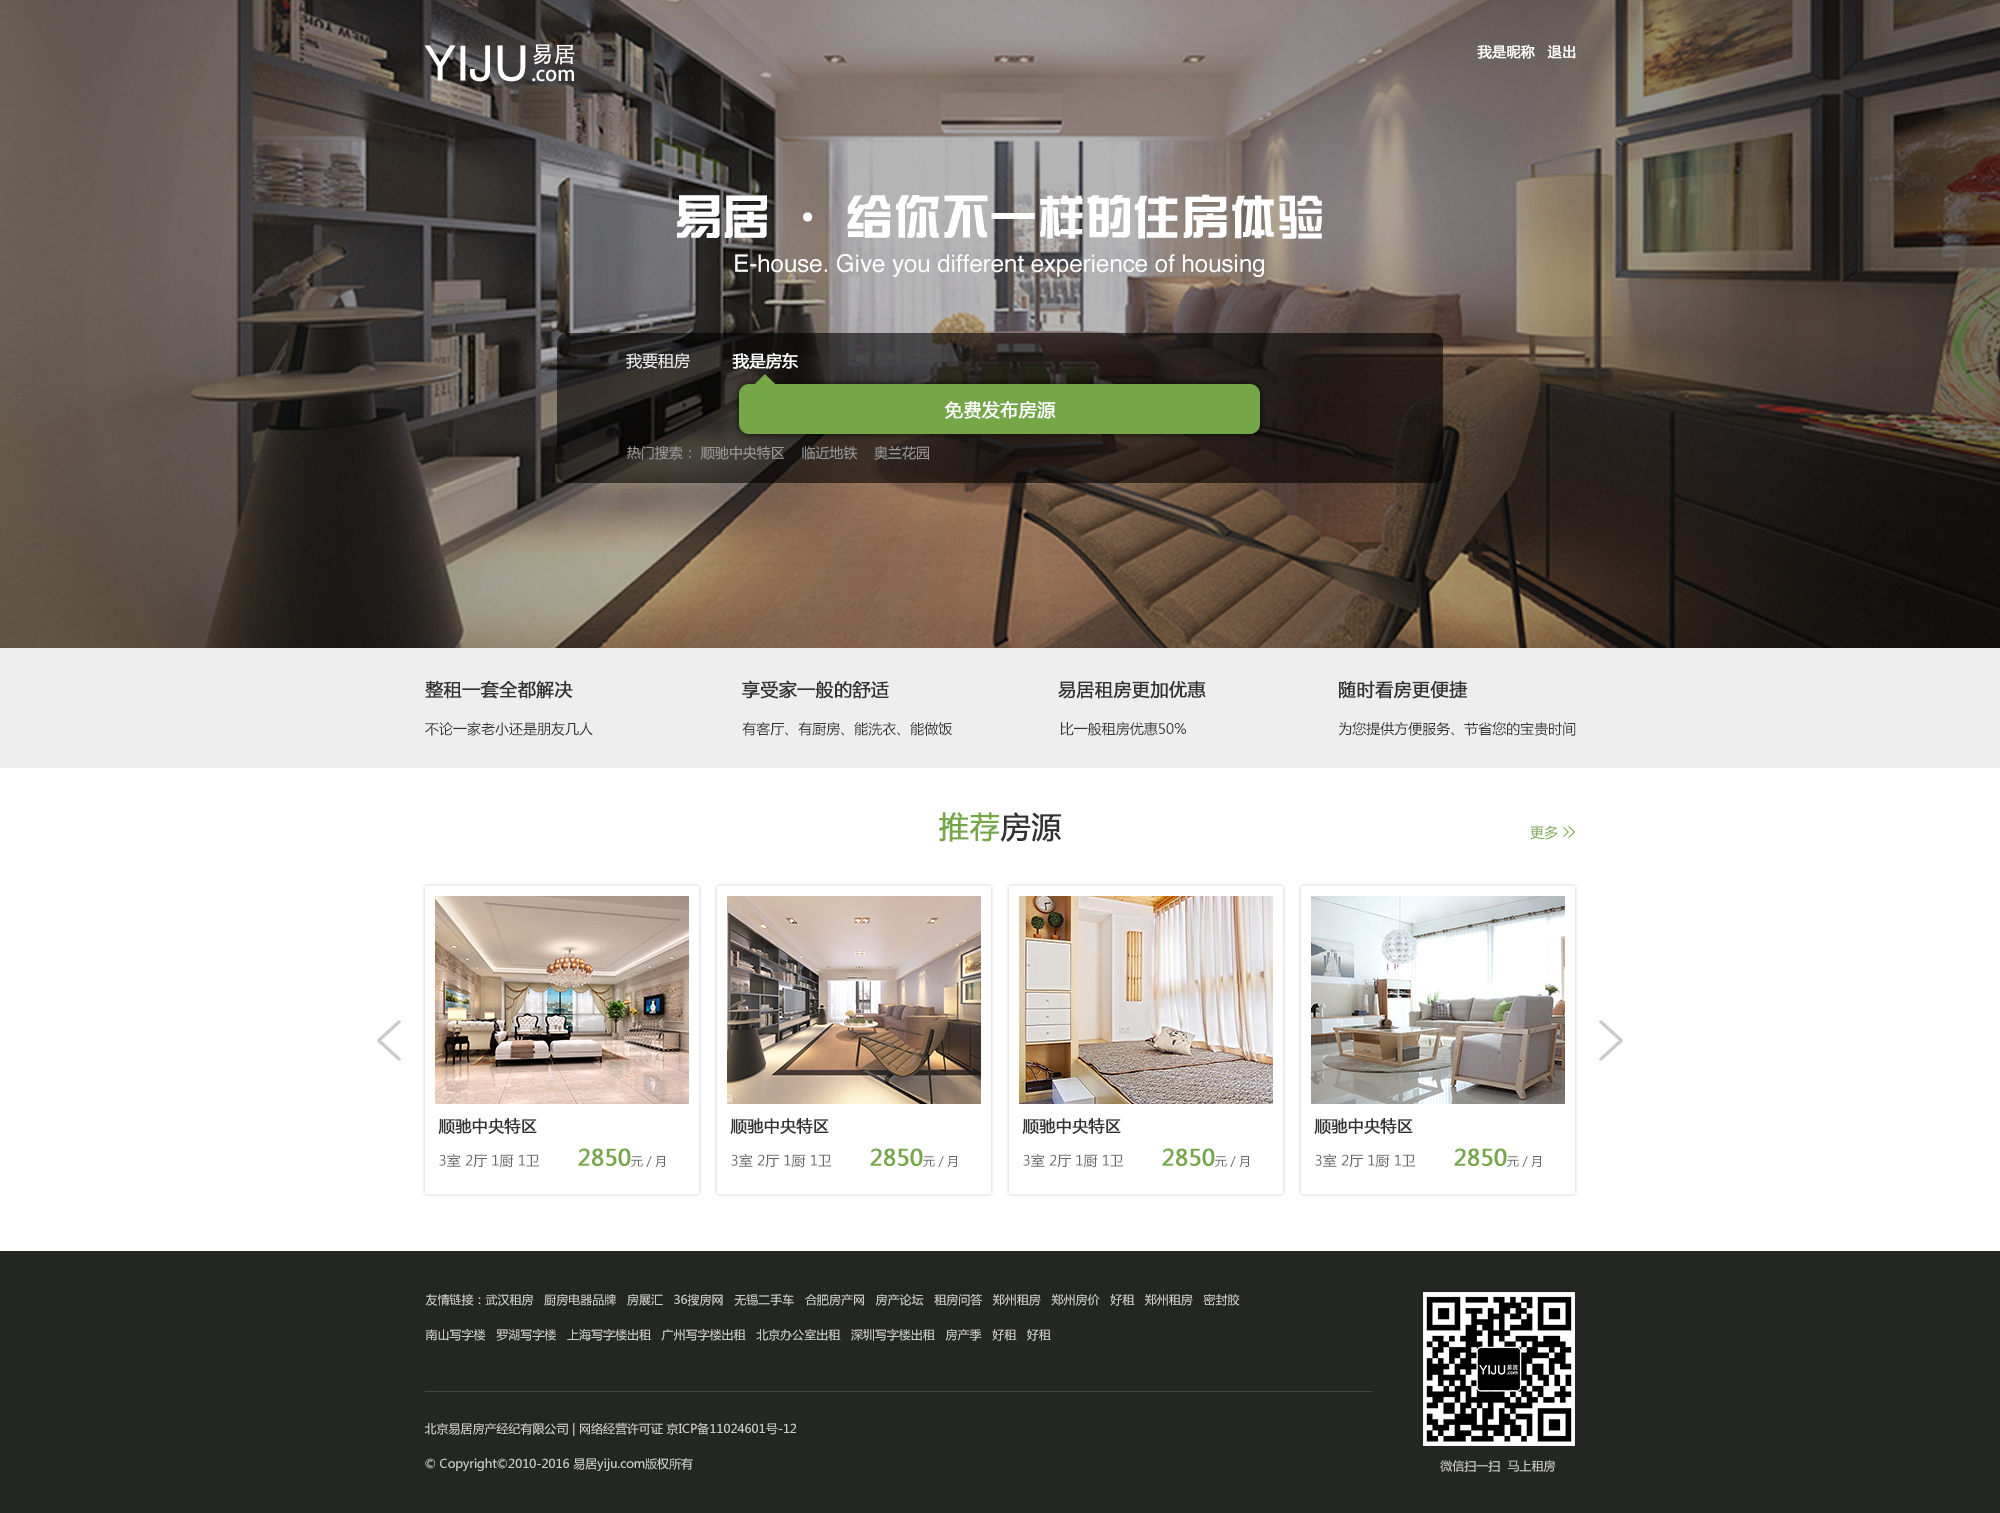 YIJU易居.com
我是昵称 退出
易居 · 给你不一样的住房体验
E-house. Give you different experience of housing
我要租房 我是房东
免费发布房源
热门搜索： 顺驰中央特区 临近地铁 奥兰花园
整租一套全都解决 享受家一般的舒适 易居租房更加优惠 随时看房更便捷
不论一家老小还是朋友几人 有客厅、有厨房、能洗衣、能做饭 比一般租房优惠50% 为您提供方便服务、节省您的宝贵时间
推荐房源
更多
顺驰中央特区 顺驰中央特区 顺驰中央特区 顺驰中央特区
3室 2厅 1厨 1卫 2850元 / 月 3室 2厅 1厨 1卫 2850元 / 月 3室 2厅 1厨 1卫 2850元 / 月 3室 2厅 1厨 1卫 2850元 / 月
友情链接：武汉租房 厨房电器品牌 房展汇 36搜房网 无锡二手车 合肥房产网 房产论坛 租房问答 郑州租房 郑州房价 好租 郑州租房 密封胶
南山写字楼 罗湖写字楼 上海写字楼出租 广州写字楼出租 北京办公室出租 深圳写字楼出租 房产季 好租 好租
YIJU易居.com
北京易居房产经纪有限公司 | 网络经营许可证 京ICP备11024601号-12
© Copyright©2010-2016 易居yiju.com版权所有
微信扫一扫 马上租房